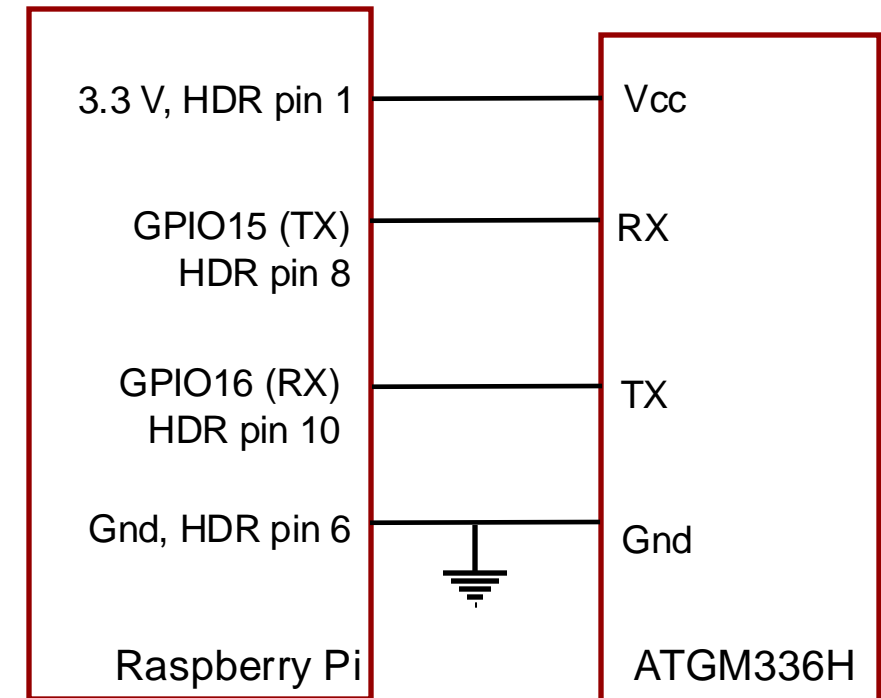 3.3 V, HDR pin 1
Vcc
GPIO15 (TX)
HDR pin 8
RX
GPIO16 (RX)
HDR pin 10
TX
Gnd, HDR pin 6
Gnd
Raspberry Pi
ATGM336H